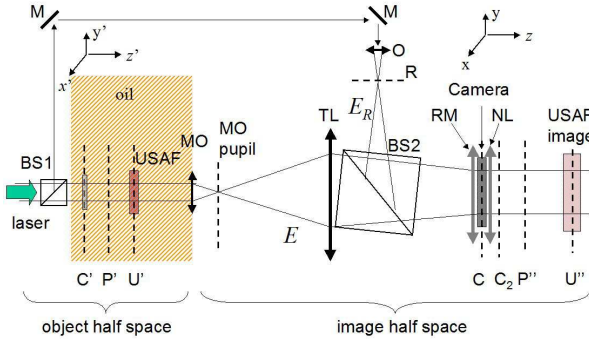 M
M
y'
z'
x'
y
z
x
O
R
oil
E_R
Camera
TL
RM
NL
USAF
image
BS1
USAF
MO
MO
pupil
BS2
laser
E
C'
P'
U'
C
C₂
P''
U''
object half space
image half space